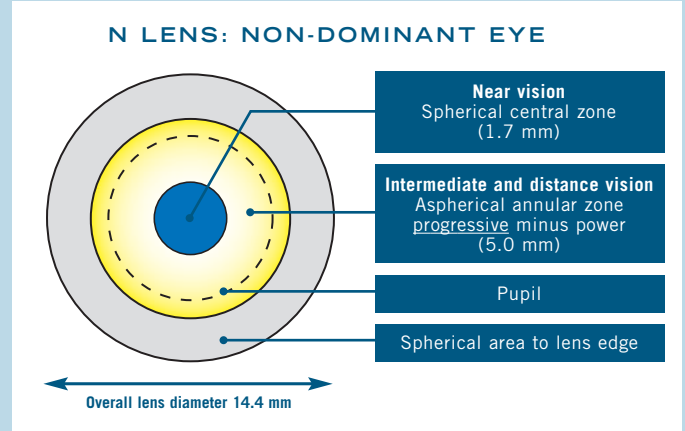 N LENS: NON-DOMINANT EYE
Near vision
Spherical central zone
(1.7 mm)
Intermediate and distance vision
Aspherical annular zone
progressive minus power
(5.0 mm)
Pupil
Spherical area to lens edge
Overall lens diameter 14.4 mm